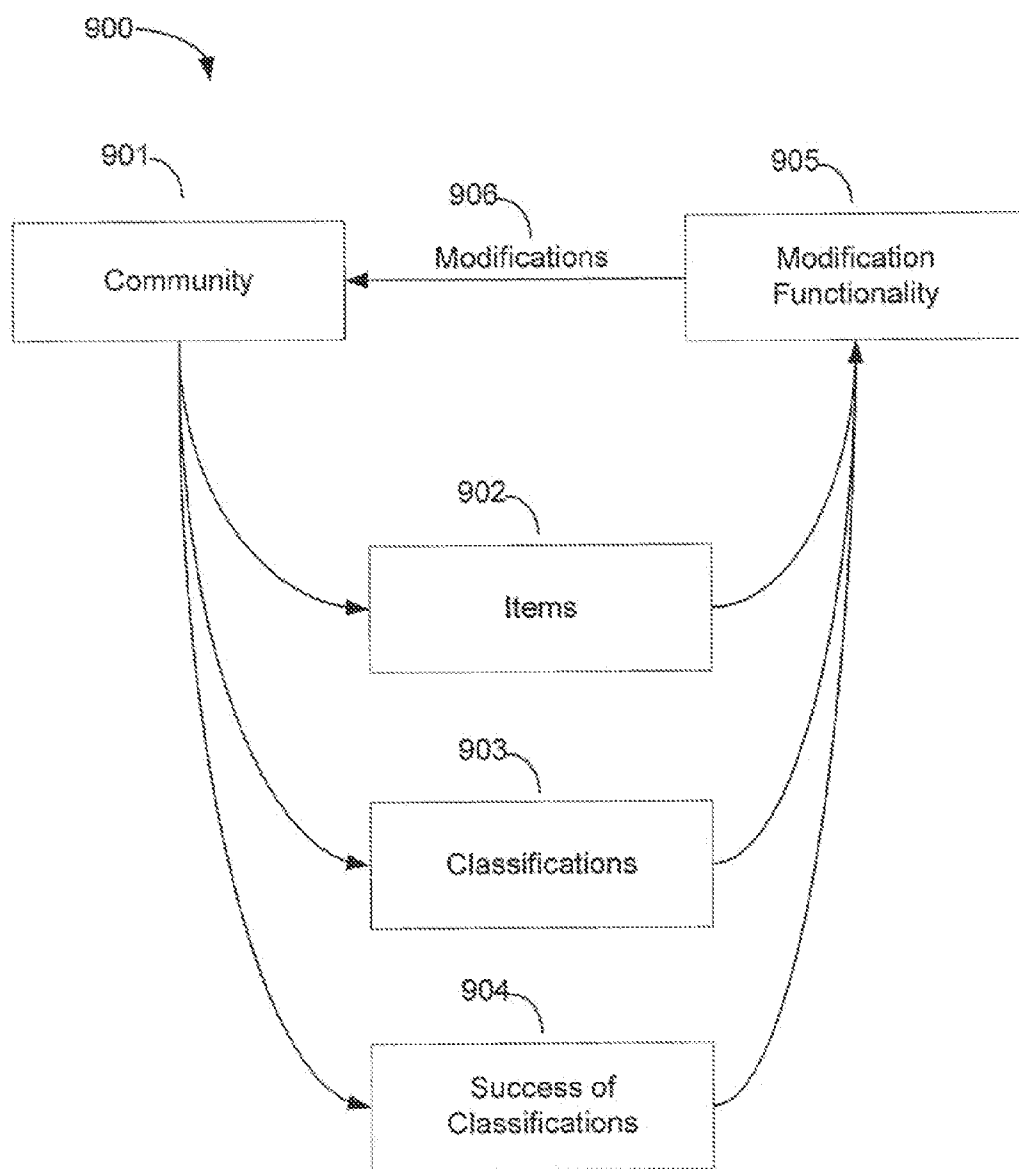 900
901
905
906
Community
Modifications
Modification
Functionality
902
Items
903
Classifications
904
Success of
Classifications